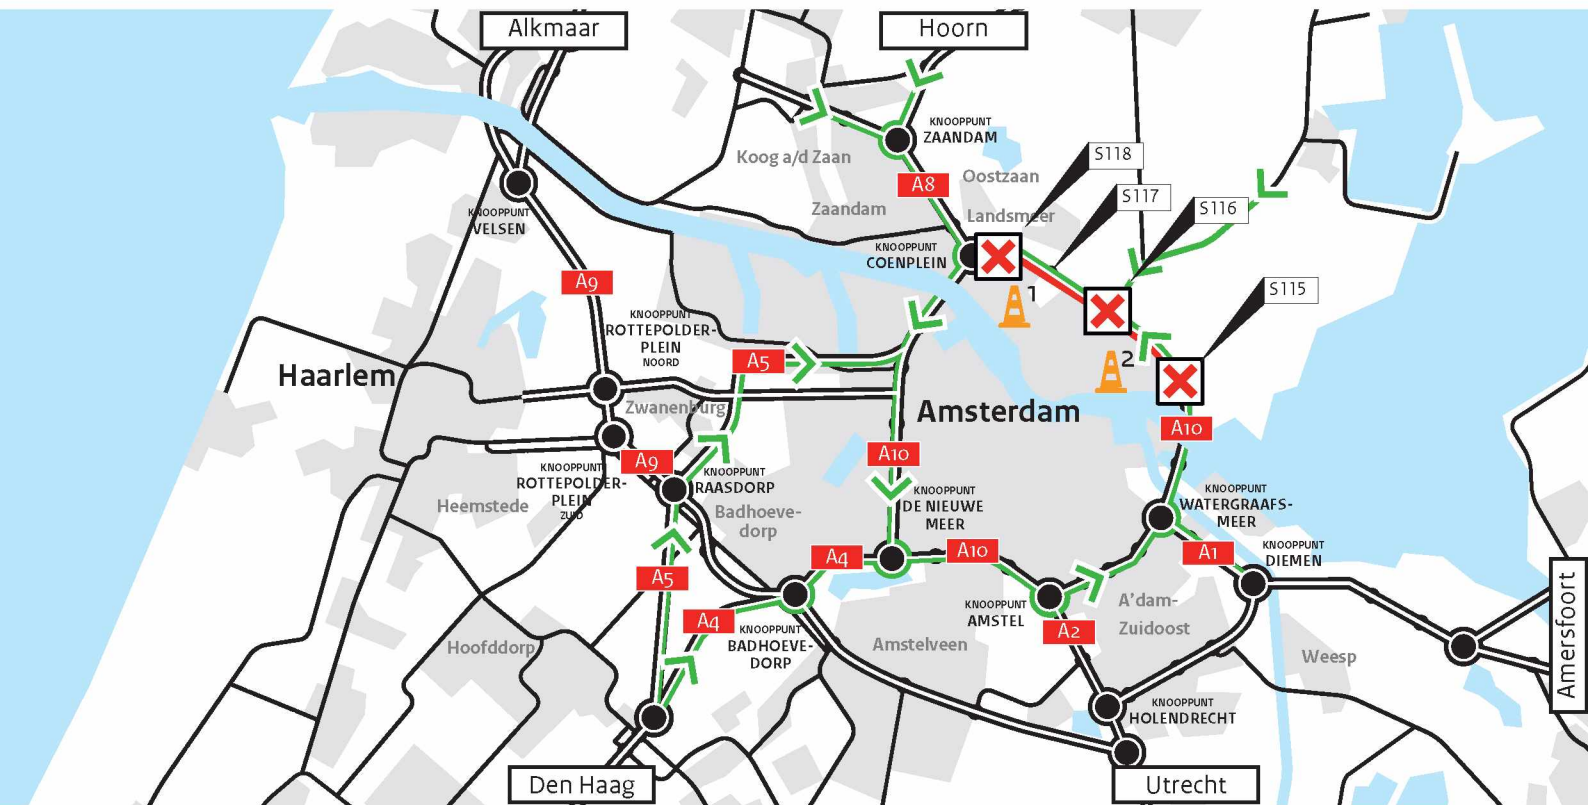 Alkmaar
Hoorn
KNOOPPUNT
ZAANDAM
S118
Koog a/d Zaan
Oostzaan
A8
S117
KNOOPPUNT
VELSEN
Zaandam
Landsmeer
S116
KNOOPPUNT
COENPLEIN
A9
1
S115
KNOOPPUNT
ROTTEPOLDER-
PLEIN
NOORD
A5
2
Haarlem
Zwanenburg
Amsterdam
A10
A10
A9
KNOOPPUNT
ROTTEPOLDER-
PLEIN
ZUID
KNOOPPUNT
RAASDORP
Heemstede
Badhoeve-
dorp
KNOOPPUNT
DE NIEUWE
MEER
KNOOPPUNT
WATERGRAAFS-
MEER
A4
A10
A1
KNOOPPUNT
DIEMEN
A5
A4
KNOOPPUNT
BADHOEVE-
DORP
KNOOPPUNT
AMSTEL
A'dam-
Zuidoost
A2
Hoofddorp
Amstelveen
Weesp
Amersfoort
KNOOPPUNT
HOLENDRECHT
Den Haag
Utrecht